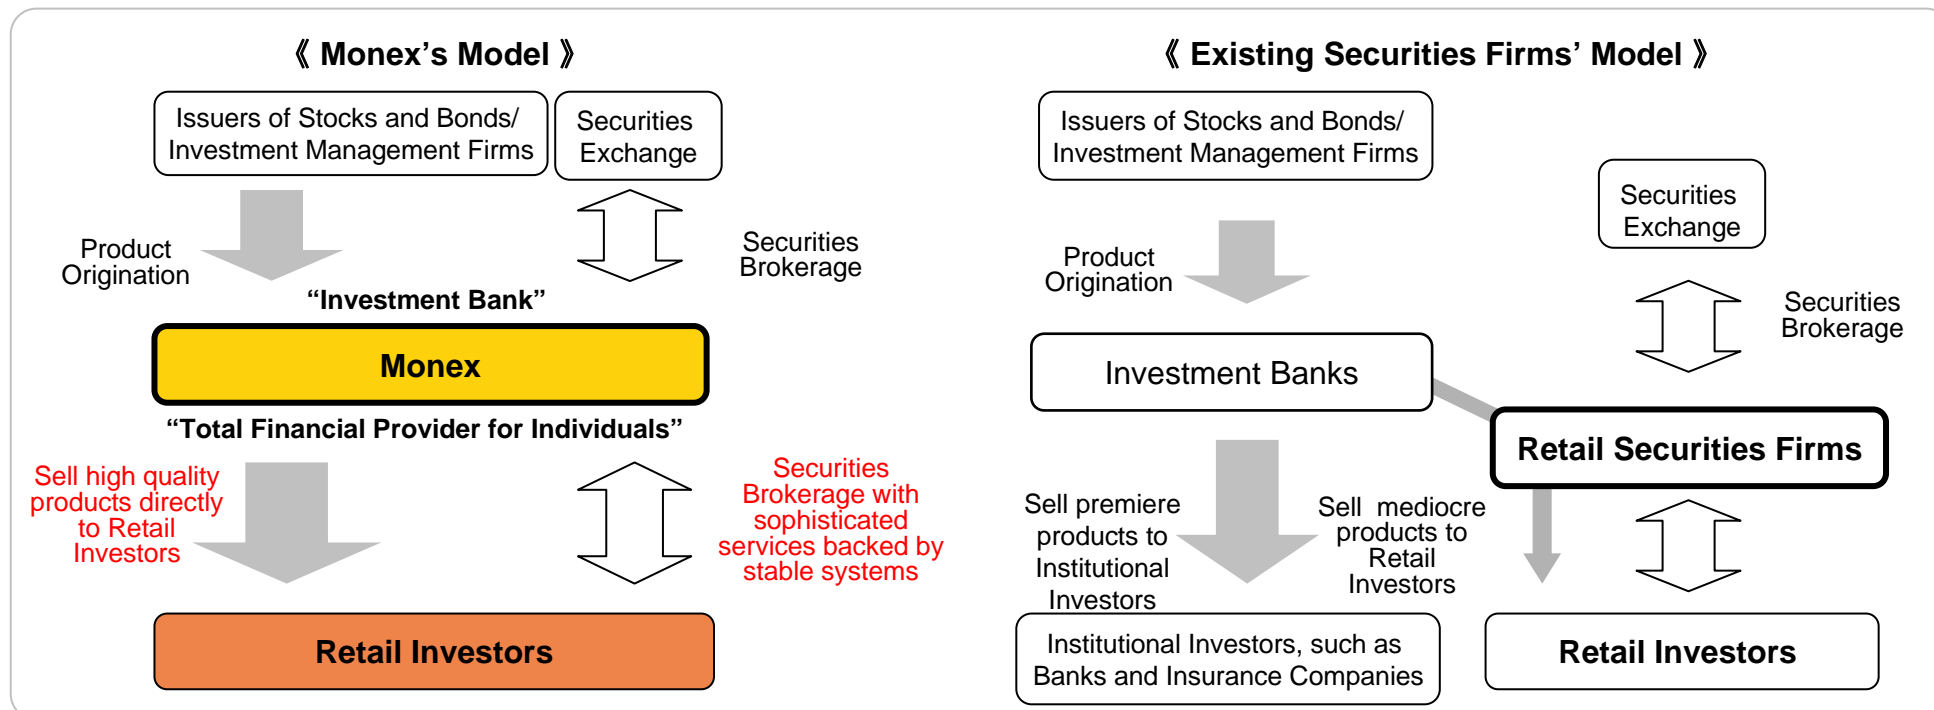 《 Monex’s Model 》
Issuers of Stocks and Bonds/
Investment Management Firms
Securities
Exchange
Product
Origination
Securities
Brokerage
“Investment Bank”
Monex
“Total Financial Provider for Individuals”
Sell high quality
products directly
to Retail
Investors
Securities
Brokerage with
sophisticated
services backed by
stable systems
Retail Investors
《 Existing Securities Firms’ Model 》
Issuers of Stocks and Bonds/
Investment Management Firms
Securities
Exchange
Product
Origination
Securities
Brokerage
Investment Banks
Retail Securities Firms
Sell premiere
products to
Institutional
Investors
Sell mediocre
products to
Retail
Investors
Institutional Investors, such as
Banks and Insurance Companies
Retail Investors